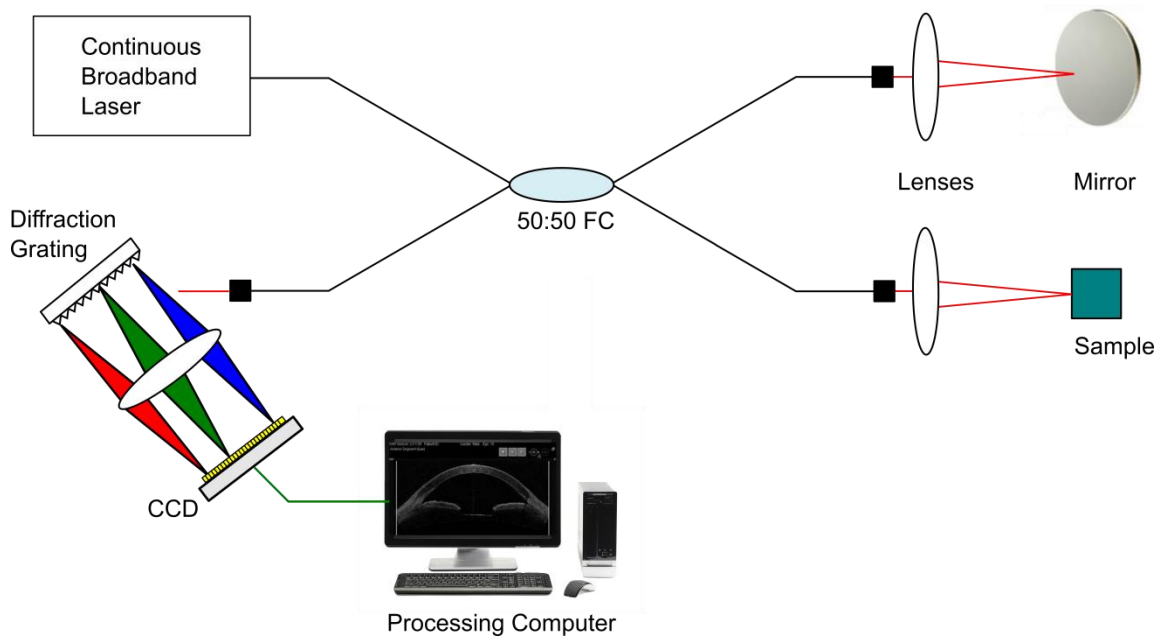 Continuous
Broadband
Laser
Lenses
Mirror
50:50 FC
Diffraction
Grating
Sample
CCD
Processing Computer